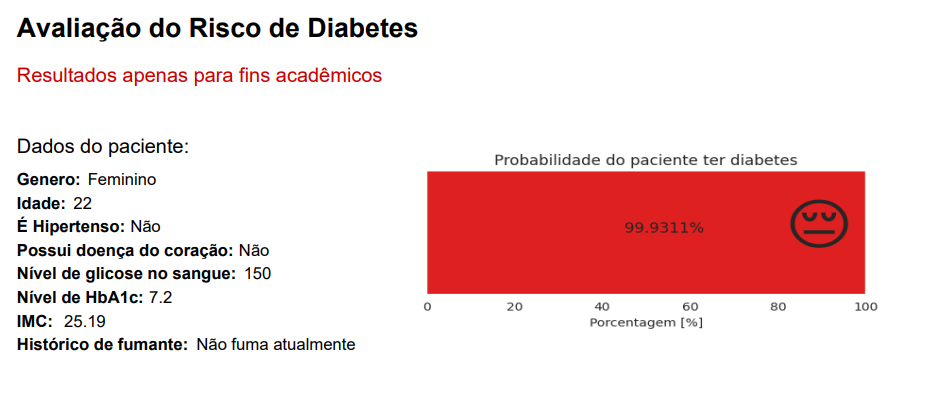 Avaliação do Risco de Diabetes
Resultados apenas para fins acadêmicos
Dados do paciente:
Genero: Feminino
Idade: 22
É Hipertenso: Não
Possui doença do coração: Não
Nível de glicose no sangue: 150
Nível de HbA1c: 7.2
IMC: 25.19
Histórico de fumante: Não fuma atualmente
Probabilidade do paciente ter diabetes
99.9311%
0 20 40 60 80 100
Porcentagem [%]